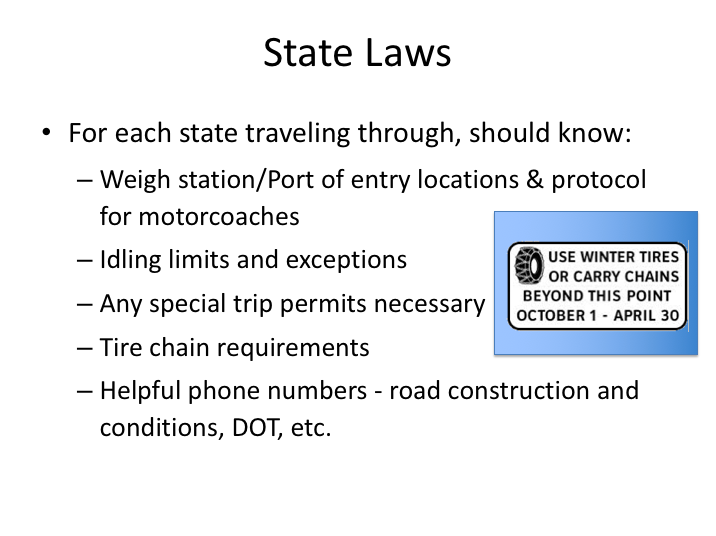 State Laws
• For each state traveling through, should know:
– Weigh station/Port of entry locations & protocol
for motorcoaches
– Idling limits and exceptions
– Any special trip permits necessary
– Tire chain requirements
– Helpful phone numbers - road construction and
conditions, DOT, etc.
USE WINTER TIRES
OR CARRY CHAINS
BEYOND THIS POINT
OCTOBER 1 - APRIL 30